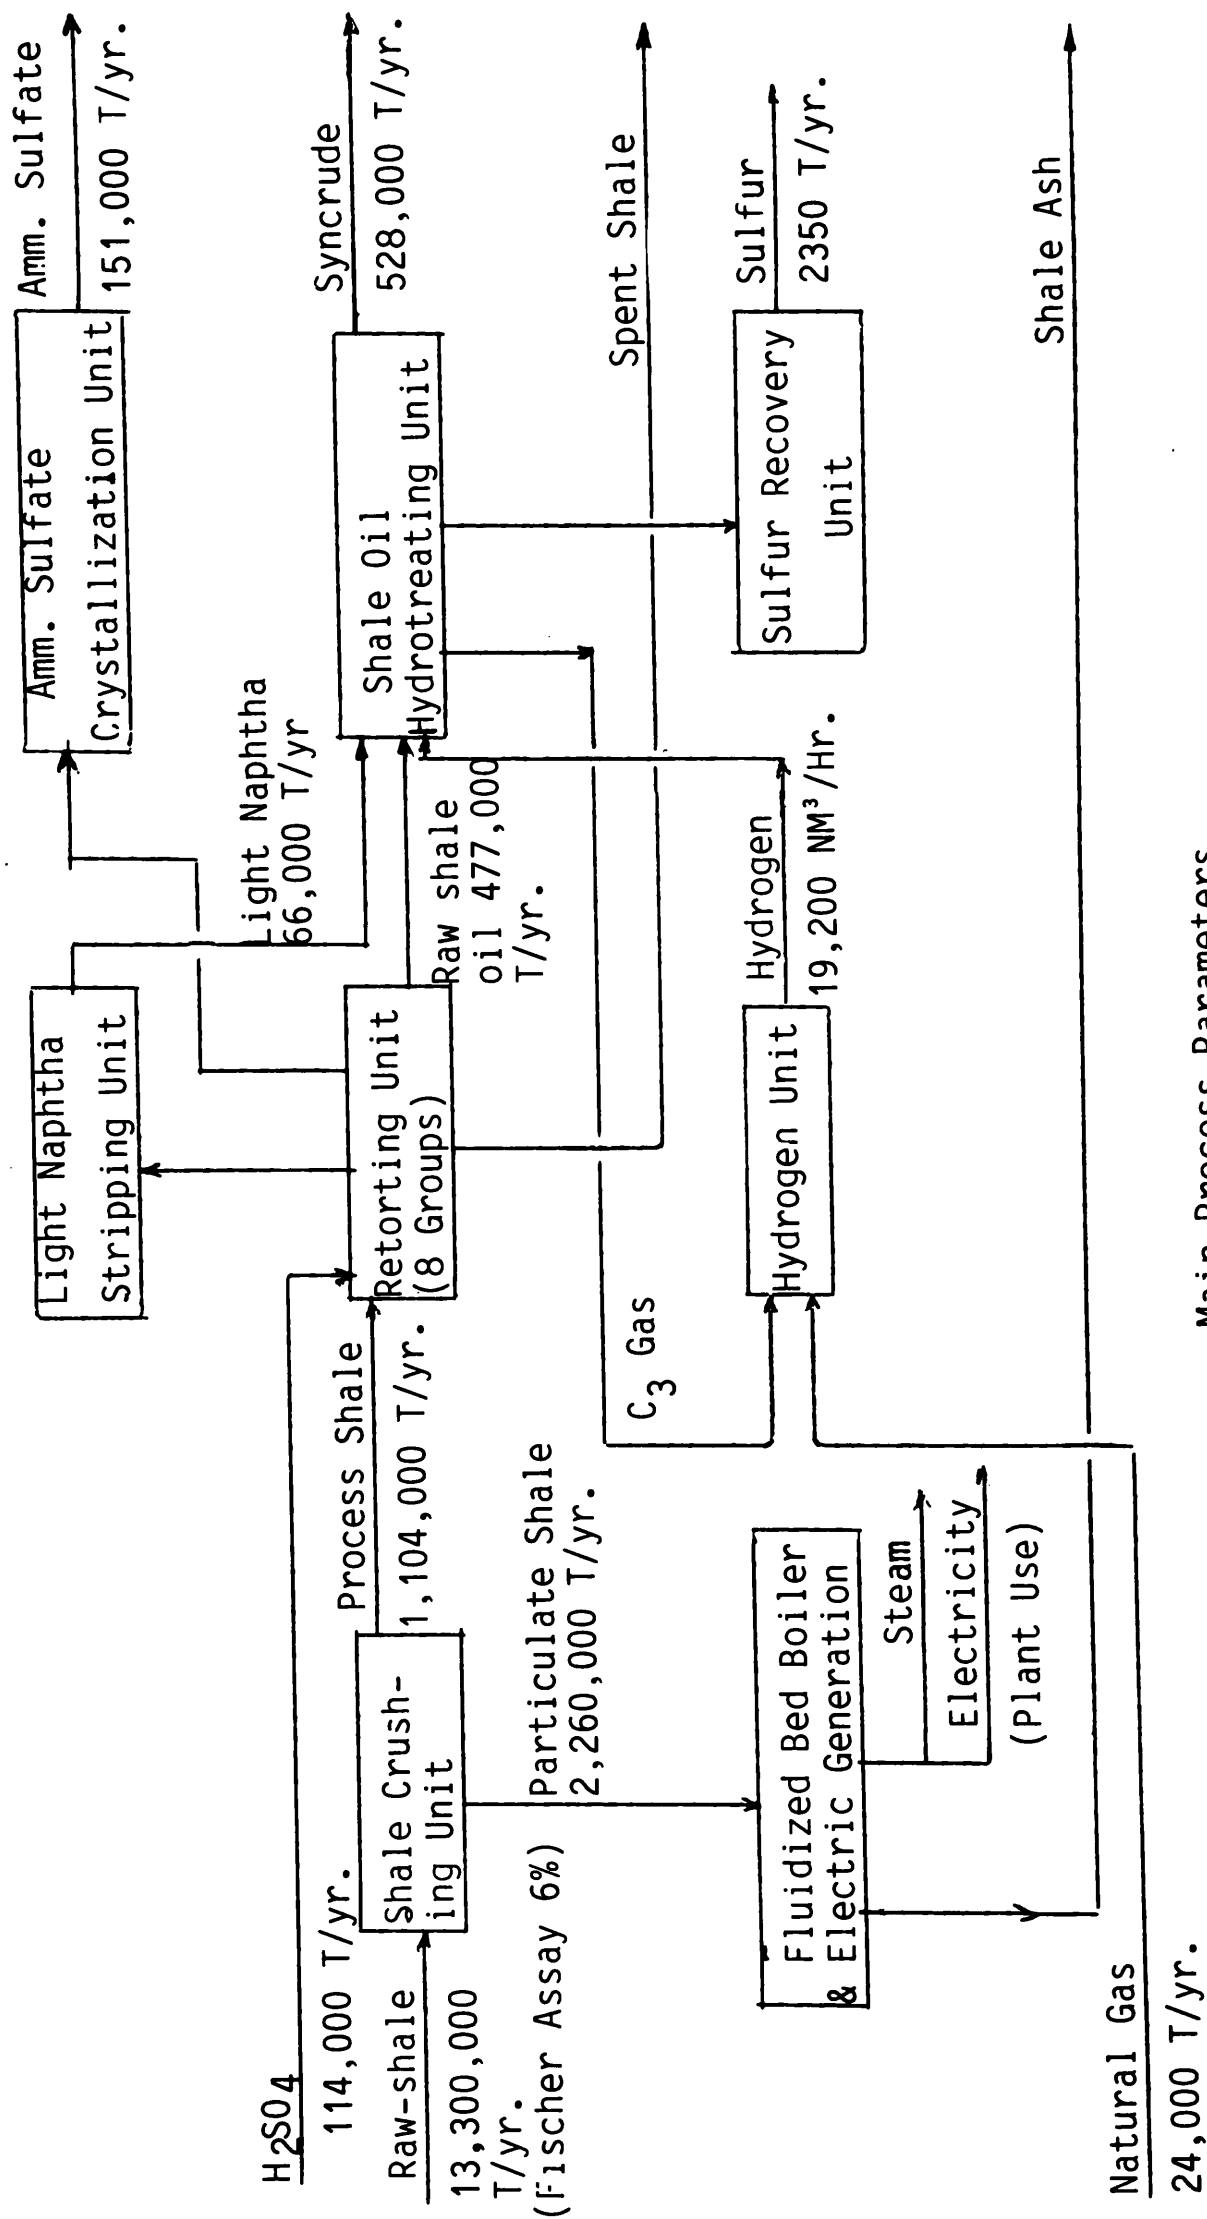 H2SO4
114,000 T/yr.
Raw-shale
13,300,000
T/yr.
(Fischer Assay 6%)
Shale Crush-
ing Unit
Process Shale
1,104,000 T/yr.
Particulate Shale
2,260,000 T/yr.
Light Naphtha
Stripping Unit
Retorting Unit
(8 Groups)
Light Naphtha
66,000 T/yr
Raw shale
oil 477,000
T/yr.
Amm. Sulfate
Crystallization Unit
Amm. Sulfate
151,000 T/yr.
Shale Oil
Hydrotreating Unit
Syncrude
528,000 T/yr.
Spent Shale
Sulfur Recovery
Unit
Sulfur
2350 T/yr.
C3 Gas
Hydrogen Unit
Hydrogen
19,200 NM³/Hr.
Fluidized Bed Boiler
& Electric Generation
Steam
Electricity
(Plant Use)
Shale Ash
Natural Gas
24,000 T/yr.
Main Process Parameters